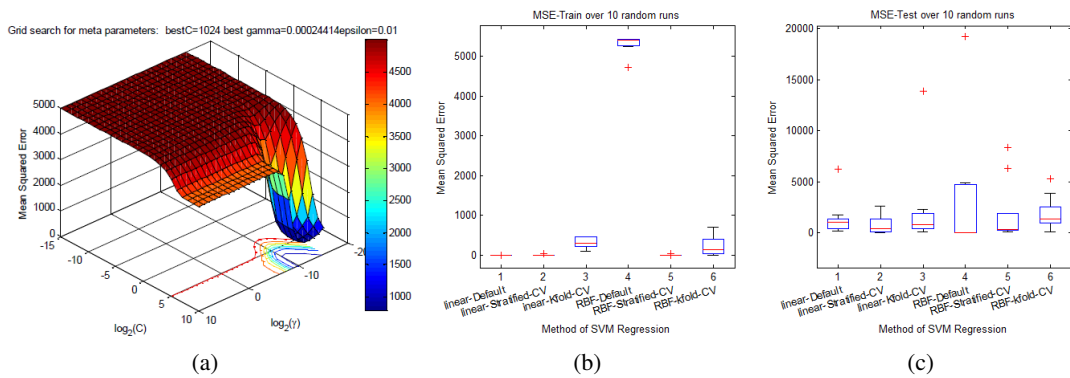 Grid search for meta parameters: bestC=1024 best gamma=0.00024414epsilon=0.01
5000
4000
3000
2000
1000
0
Mean Squared Error
-15
-10
-5
0
5
10
log2(C)
10
0
-10
-20
log2(γ)
4500
4000
3500
3000
2500
2000
1500
1000
(a)
MSE-Train over 10 random runs
5000
4000
3000
2000
1000
0
Mean Squared Error
1
2
3
4
5
6
linear-Default
linear-Stratified-CV
linear-Kfold-CV
RBF-Default
RBF-Stratified-CV
RBF-kfold-CV
Method of SVM Regression
(b)
MSE-Test over 10 random runs
20000
15000
10000
5000
0
Mean Squared Error
1
2
3
4
5
6
linear-Default
linear-Stratified-CV
linear-Kfold-CV
RBF-Default
RBF-Stratified-CV
RBF-kfold-CV
Method of SVM Regression
(c)